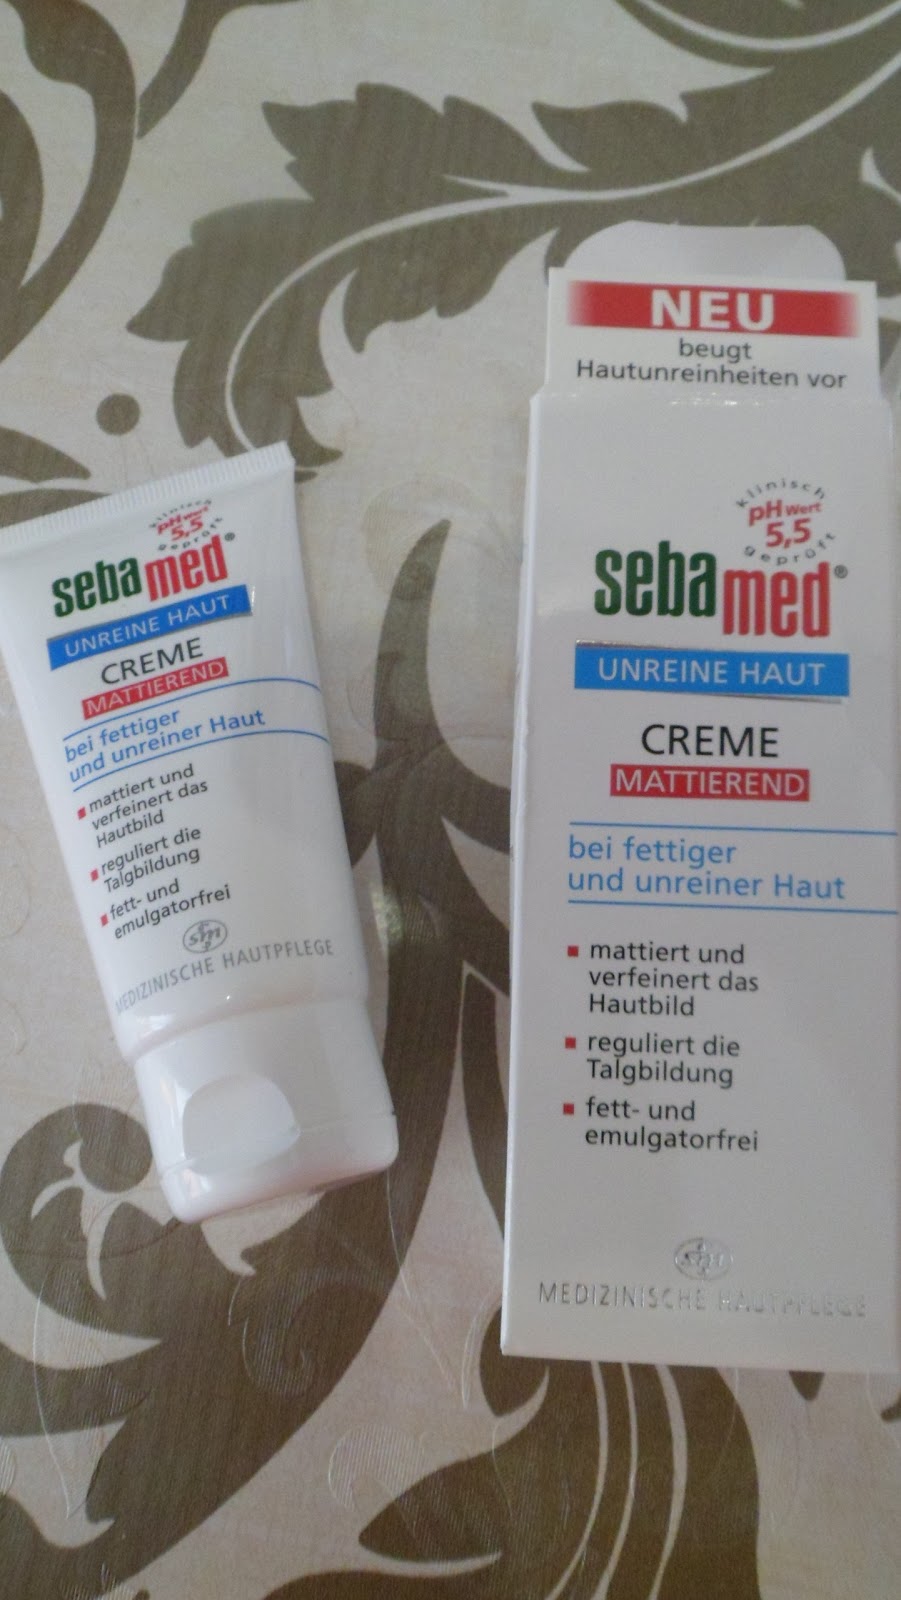 klinisch
pH Wert
5,5
geprüft
sebamed®
UNREINE HAUT
CREME
MATTIEREND
bei fettiger
und unreiner Haut
mattiert und
verfeinert das
Hautbild
reguliert die
Talgbildung
fett- und
emulgatorfrei
sm
MEDIZINISCHE HAUTPFLEGE
NEU
beugt
Hautunreinheiten vor
klinisch
pH Wert
5,5
geprüft
sebamed®
UNREINE HAUT
CREME
MATTIEREND
bei fettiger
und unreiner Haut
mattiert und
verfeinert das
Hautbild
reguliert die
Talgbildung
fett- und
emulgatorfrei
sm
MEDIZINISCHE HAUTPFLEGE